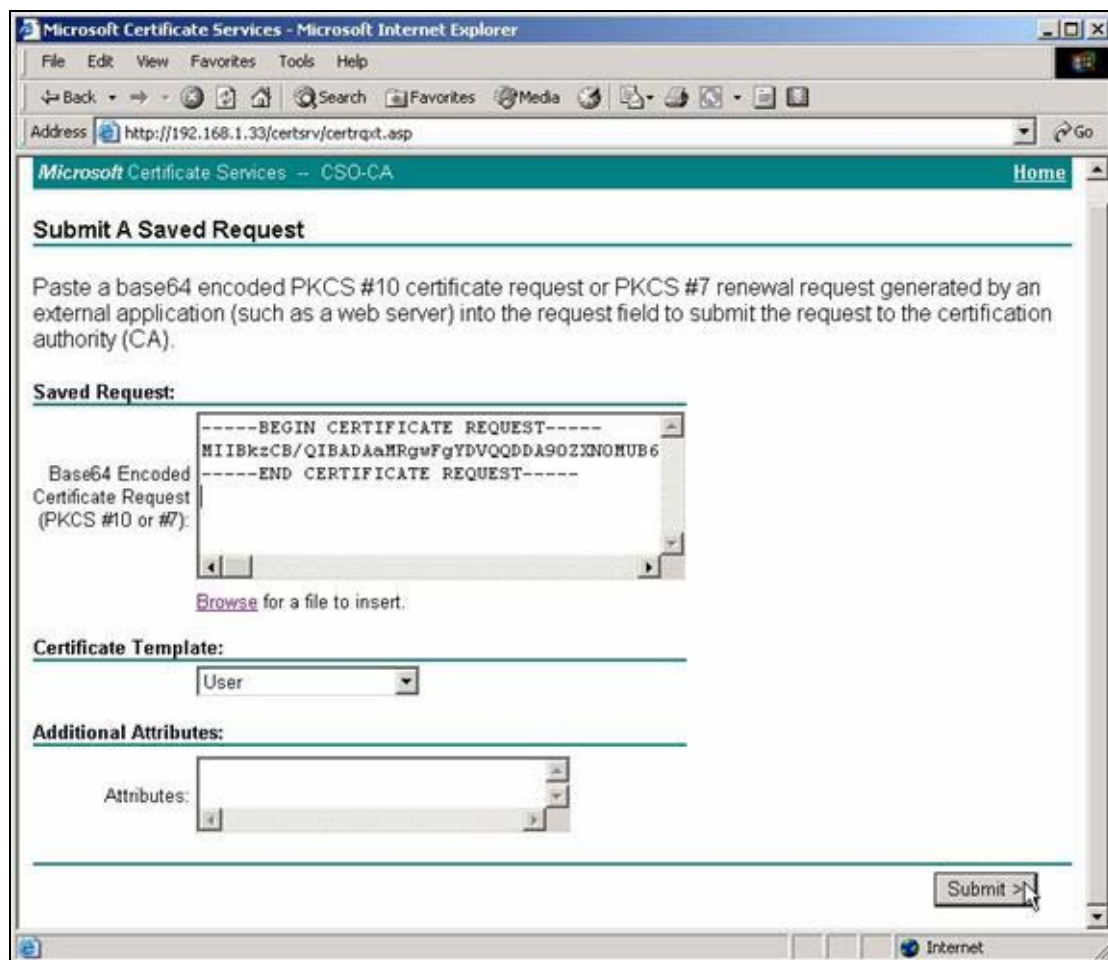 Microsoft Certificate Services - Microsoft Internet Explorer
File Edit View Favorites Tools Help
Back Search Favorites Media
Address http://192.168.1.33/certsrv/certrqxt.asp Go
Microsoft Certificate Services -- CSO-CA Home
Submit A Saved Request
Paste a base64 encoded PKCS #10 certificate request or PKCS #7 renewal request generated by an
external application (such as a web server) into the request field to submit the request to the certification
authority (CA).
Saved Request:
Base64 Encoded
Certificate Request
(PKCS #10 or #7):
-----BEGIN CERTIFICATE REQUEST-----
MIIBkzCB/QIBADAaMRgwFgYDVQQDDA9OZXN0MUB6
-----END CERTIFICATE REQUEST-----
Browse for a file to insert.
Certificate Template:
User
Additional Attributes:
Attributes:
Submit >
Internet